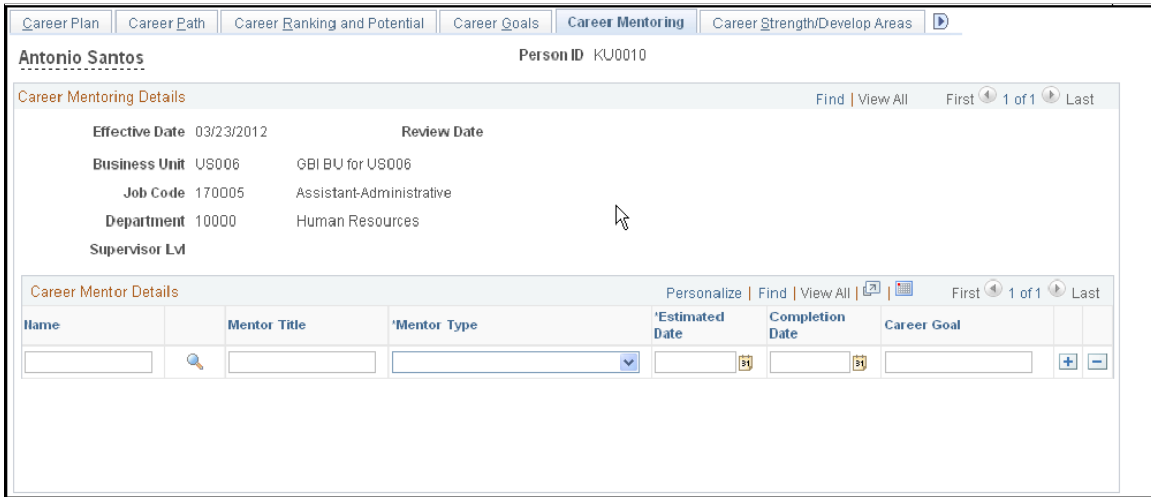 Career Plan Career Path Career Ranking and Potential Career Goals Career Mentoring Career Strength/Develop Areas
Antonio Santos Person ID KU0010
Career Mentoring Details Find | View All First 1 of 1 Last
Effective Date 03/23/2012 Review Date
Business Unit US006 GBI BU for US006
Job Code 170005 Assistant-Administrative
Department 10000 Human Resources
Supervisor Lvl
Career Mentor Details Personalize | Find | View All | | First 1 of 1 Last
Name Mentor Title *Mentor Type *Estimated Date Completion Date Career Goal
31 31 + −